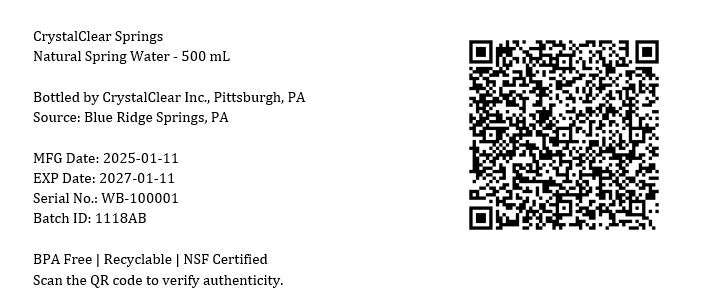 CrystalClear Springs
Natural Spring Water - 500 mL
Bottled by CrystalClear Inc., Pittsburgh, PA
Source: Blue Ridge Springs, PA
MFG Date: 2025-01-11
EXP Date: 2027-01-11
Serial No.: WB-100001
Batch ID: 1118AB
BPA Free | Recyclable | NSF Certified
Scan the QR code to verify authenticity.